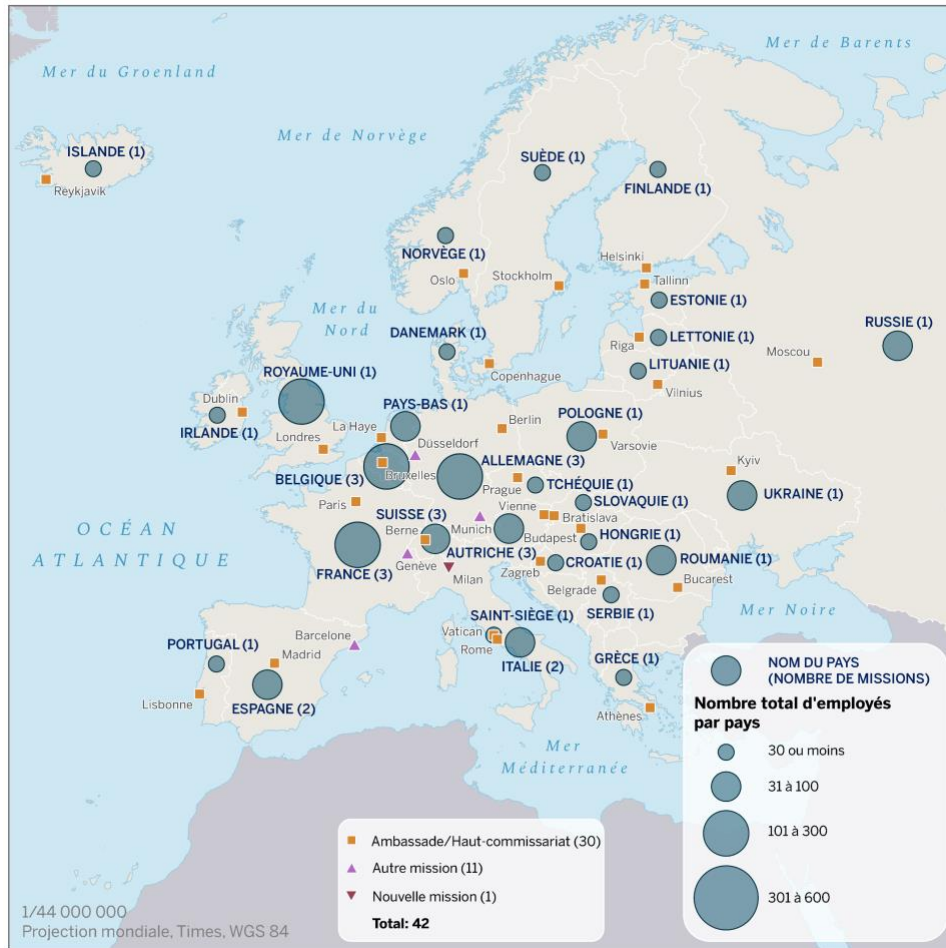 Mer de Barents
Mer du Groenland
Mer de Norvège
ISLANDE (1)
Reykjavik
SUÈDE (1)
FINLANDE (1)
NORVÈGE (1)
Oslo
Stockholm
Helsinki
Tallinn
ESTONIE (1)
Mer du
Nord
DANEMARK (1)
Copenhague
Riga
LETTONIE (1)
LITUANIE (1)
Vilnius
RUSSIE (1)
Moscou
ROYAUME-UNI (1)
Dublin
IRLANDE (1)
Londres
PAYS-BAS (1)
La Haye
Düsseldorf
Berlin
POLOGNE (1)
Varsovie
Kyiv
UKRAINE (1)
BELGIQUE (3)
Bruxelles
ALLEMAGNE (3)
Prague
TCHÉQUIE (1)
SLOVAQUIE (1)
Paris
SUISSE (3)
Berne
Munich
Vienne
Bratislava
Budapest
HONGRIE (1)
OCÉAN
ATLANTIQUE
FRANCE (3)
Genève
Milan
AUTRICHE (3)
Zagreb
CROATIE (1)
ROUMANIE (1)
Bucarest
Belgrade
SERBIE (1)
Mer Noire
PORTUGAL (1)
Lisbonne
Madrid
ESPAGNE (2)
Barcelone
SAINT-SIÈGE (1)
Vatican
Rome
ITALIE (2)
GRÈCE (1)
Athènes
Mer
Méditerranée
NOM DU PAYS
(NOMBRE DE MISSIONS)
Nombre total d'employés
par pays
30 ou moins
31 à 100
101 à 300
301 à 600
Ambassade/Haut-commissariat (30)
Autre mission (11)
Nouvelle mission (1)
Total: 42
1/44 000 000
Projection mondiale, Times, WGS 84